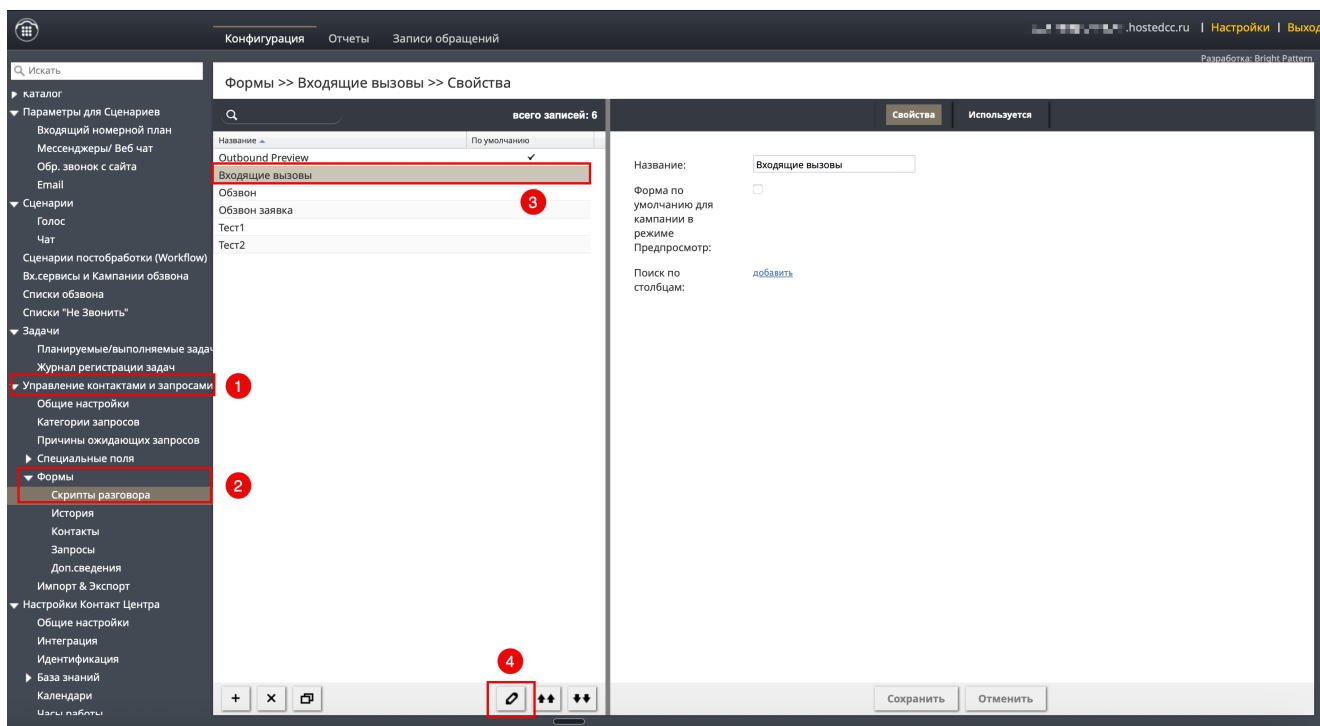 Конфигурация Отчеты Записи обращений
.hostedcc.ru | Настройки | Выход
Разработка: Bright Pattern
Искать
каталог
Параметры для Сценариев
Входящий номерной план
Мессенджеры/ Веб чат
Обр. звонок с сайта
Email
Сценарии
Голос
Чат
Сценарии постобработки (Workflow)
Вх.сервисы и Кампании обзвона
Списки обзвона
Списки "Не Звонить"
Задачи
Планируемые/выполняемые задач
Журнал регистрации задач
Управление контактами и запросами
Общие настройки
Категории запросов
Причины ожидающих запросов
Специальные поля
Формы
Скрипты разговора
История
Контакты
Запросы
Доп.сведения
Импорт & Экспорт
Настройки Контакт Центра
Общие настройки
Интеграция
Идентификация
База знаний
Календари
Часы работы
1
2
Формы >> Входящие вызовы >> Свойства
всего записей: 6
Название По умолчанию
Outbound Preview
Входящие вызовы
Обзвон
Обзвон заявка
Тест1
Тест2
3
4
Свойства Используется
Название: Входящие вызовы
Форма по
умолчанию для
кампании в
режиме
Предпросмотр:
Поиск по
столбцам:
добавить
Сохранить Отменить